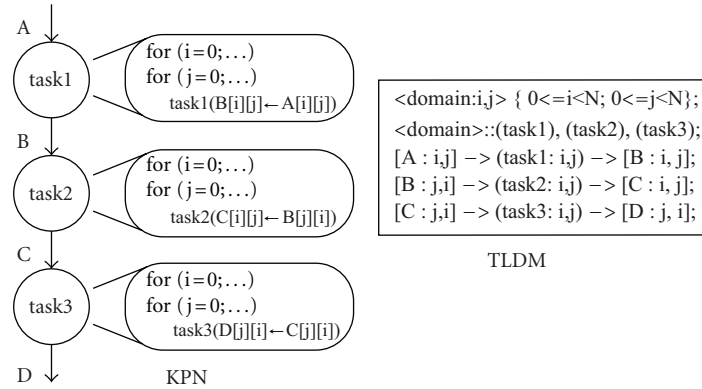 A
task1
for (i=0;...)
for (j=0;...)
task1(B[i][j]←A[i][j])
B
task2
for (i=0;...)
for (j=0;...)
task2(C[i][j]←B[j][i])
C
task3
for (i=0;...)
for (j=0;...)
task3(D[j][i]←C[j][i])
D
KPN
<domain:i,j> { 0<=i<N; 0<=j<N};
<domain>::(task1), (task2), (task3);
[A : i,j] −> (task1: i,j) −> [B : i, j];
[B : j,i] −> (task2: i,j) −> [C : i, j];
[C : j,i] −> (task3: i,j) −> [D : j, i];
TLDM